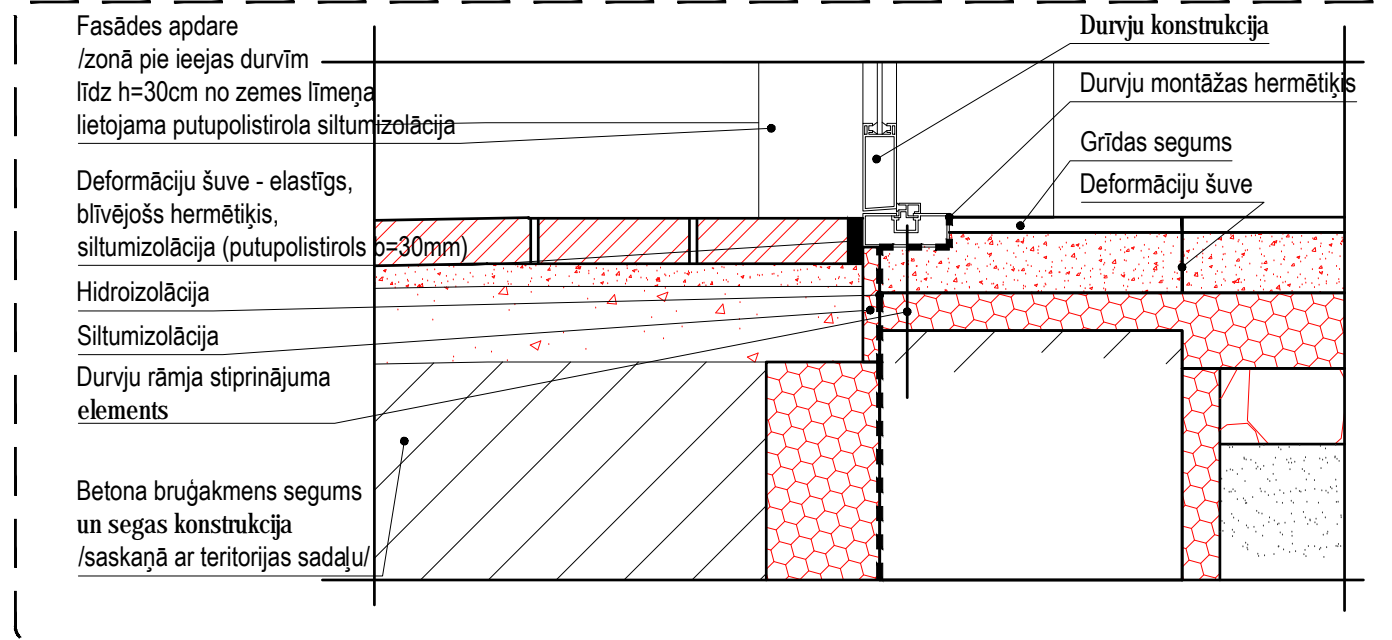 Fasādes apdare
/zonā pie ieejas durvīm
līdz h=30cm no zemes līmeņa
lietojama putupolistirola siltumizolācija
Deformāciju šuve - elastīgs,
blīvējošs hermētiķis,
siltumizolācija (putupolistirols b=30mm)
Hidroizolācija
Siltumizolācija
Durvju rāmja stiprinājuma
elements
Betona bruģakmens segums
un segas konstrukcija
/saskaņā ar teritorijas sadaļu/
Durvju konstrukcija
Durvju montāžas hermētiķis
Grīdas segums
Deformāciju šuve